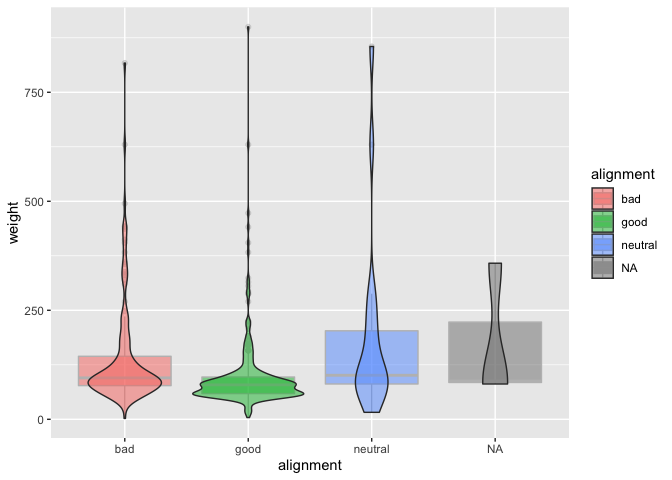 750
500
250
0
weight
bad good neutral NA
alignment
alignment
bad
good
neutral
NA